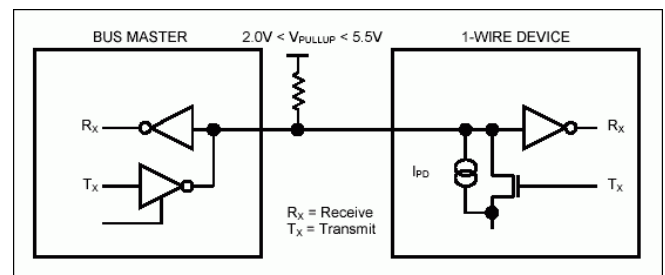 BUS MASTER
2.0V < VPULLUP < 5.5V
1-WIRE DEVICE
RX
RX
TX
IPD
TX
RX = Receive
TX = Transmit